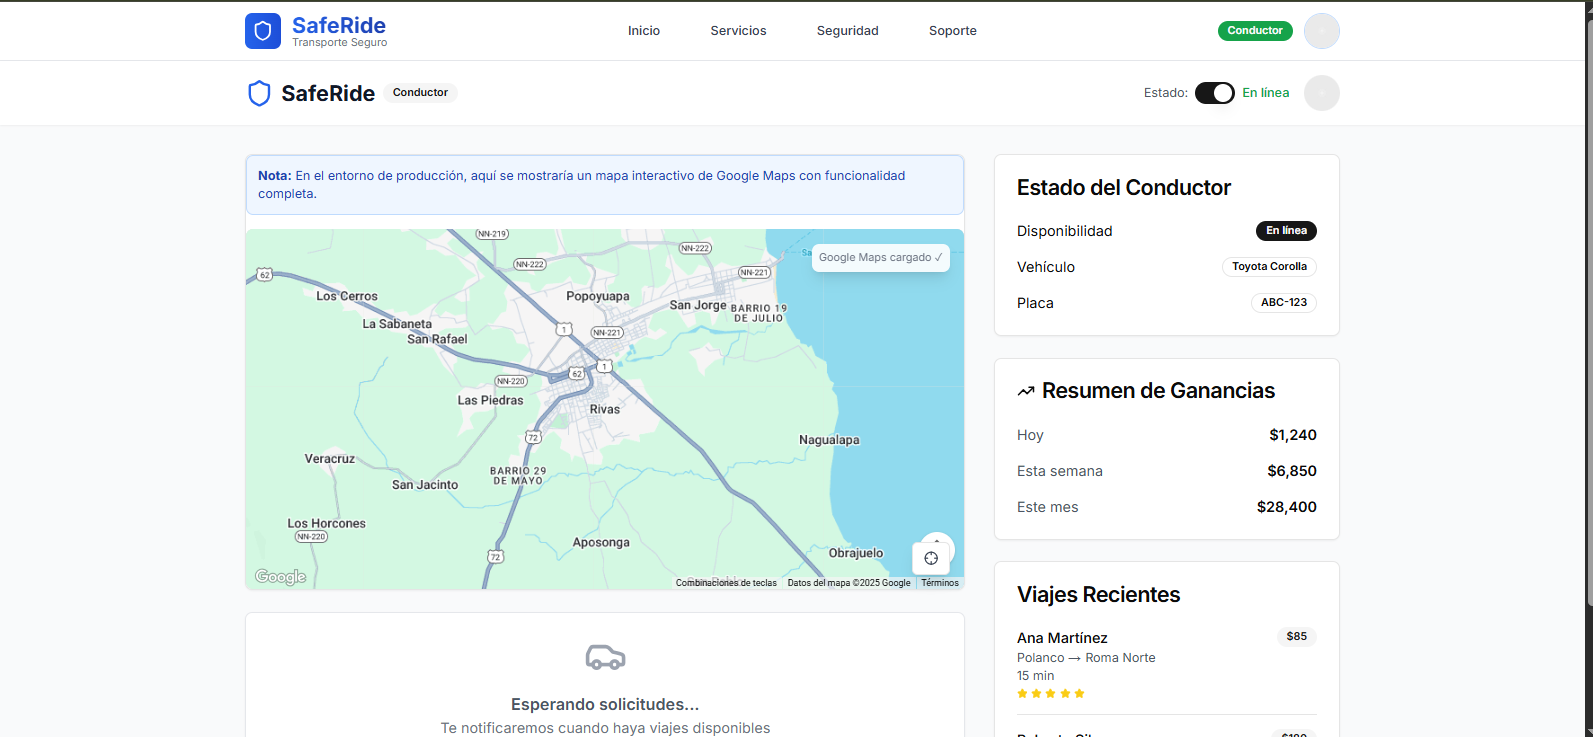 SafeRide
Transporte Seguro
Inicio
Servicios
Seguridad
Soporte
Conductor
SafeRide
Conductor
Estado:
En línea
Nota: En el entorno de producción, aquí se mostraría un mapa interactivo de Google Maps con funcionalidad
completa.
NN-219
NN-222
NN-222
NN-221
62
Google Maps cargado ✓
Los Cerros
Popoyuapa
San Jorge
BARRIO 19
DE JULIO
La Sabaneta
San Rafael
1
NN-221
1
62
NN-220
Las Piedras
Rivas
72
Nagualapa
Veracruz
BARRIO 29
DE MAYO
San Jacinto
Los Horcones
NN-220
Aposonga
72
Obrajuelo
Google
Combinaciones de teclas
Datos del mapa ©2025 Google
Términos
Esperando solicitudes...
Te notificaremos cuando haya viajes disponibles
Estado del Conductor
Disponibilidad
En línea
Vehículo
Toyota Corolla
Placa
ABC-123
Resumen de Ganancias
Hoy
$1,240
Esta semana
$6,850
Este mes
$28,400
Viajes Recientes
Ana Martínez
$85
Polanco → Roma Norte
15 min